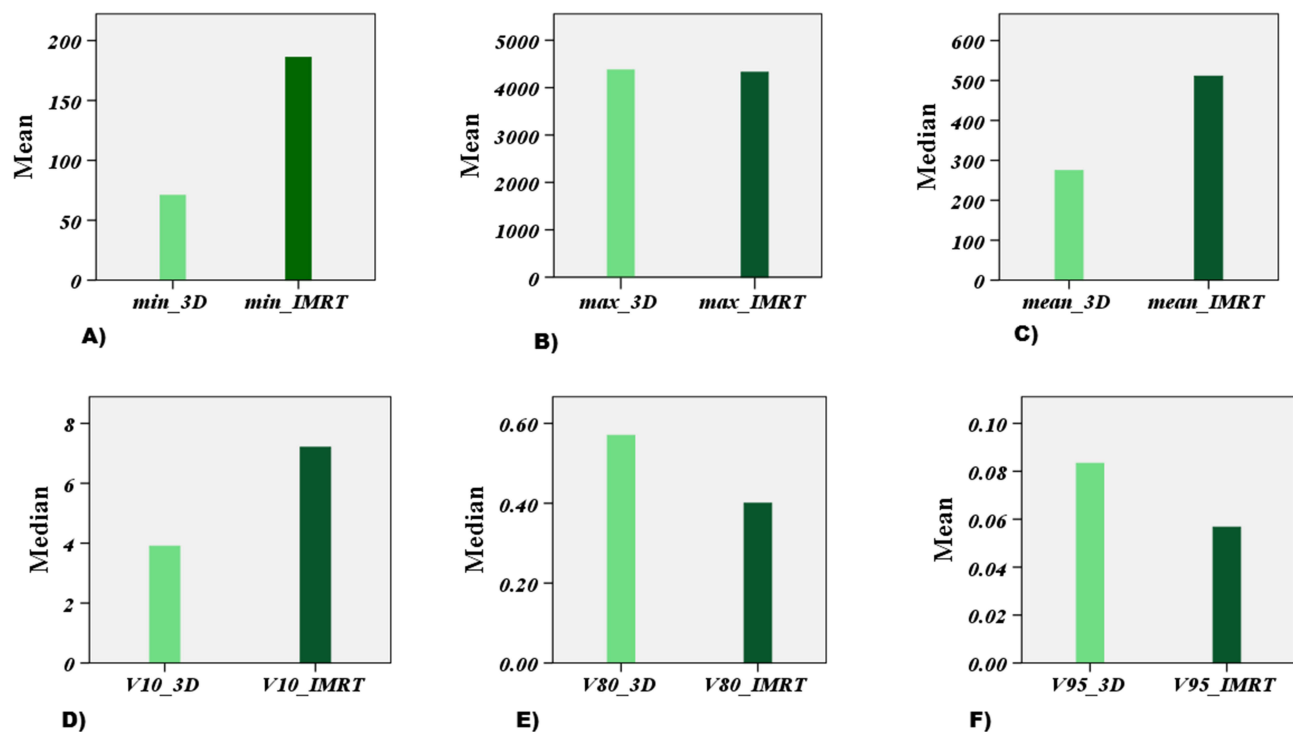 200
150
100
50
0
Mean
min_3D min_IMRT
A)
5000
4000
3000
2000
1000
0
Mean
max_3D max_IMRT
B)
600
500
400
300
200
100
0
Median
mean_3D mean_IMRT
C)
8
6
4
2
0
Median
V10_3D V10_IMRT
D)
0.60
0.40
0.20
0.00
Median
V80_3D V80_IMRT
E)
0.10
0.08
0.06
0.04
0.02
0.00
Mean
V95_3D V95_IMRT
F)